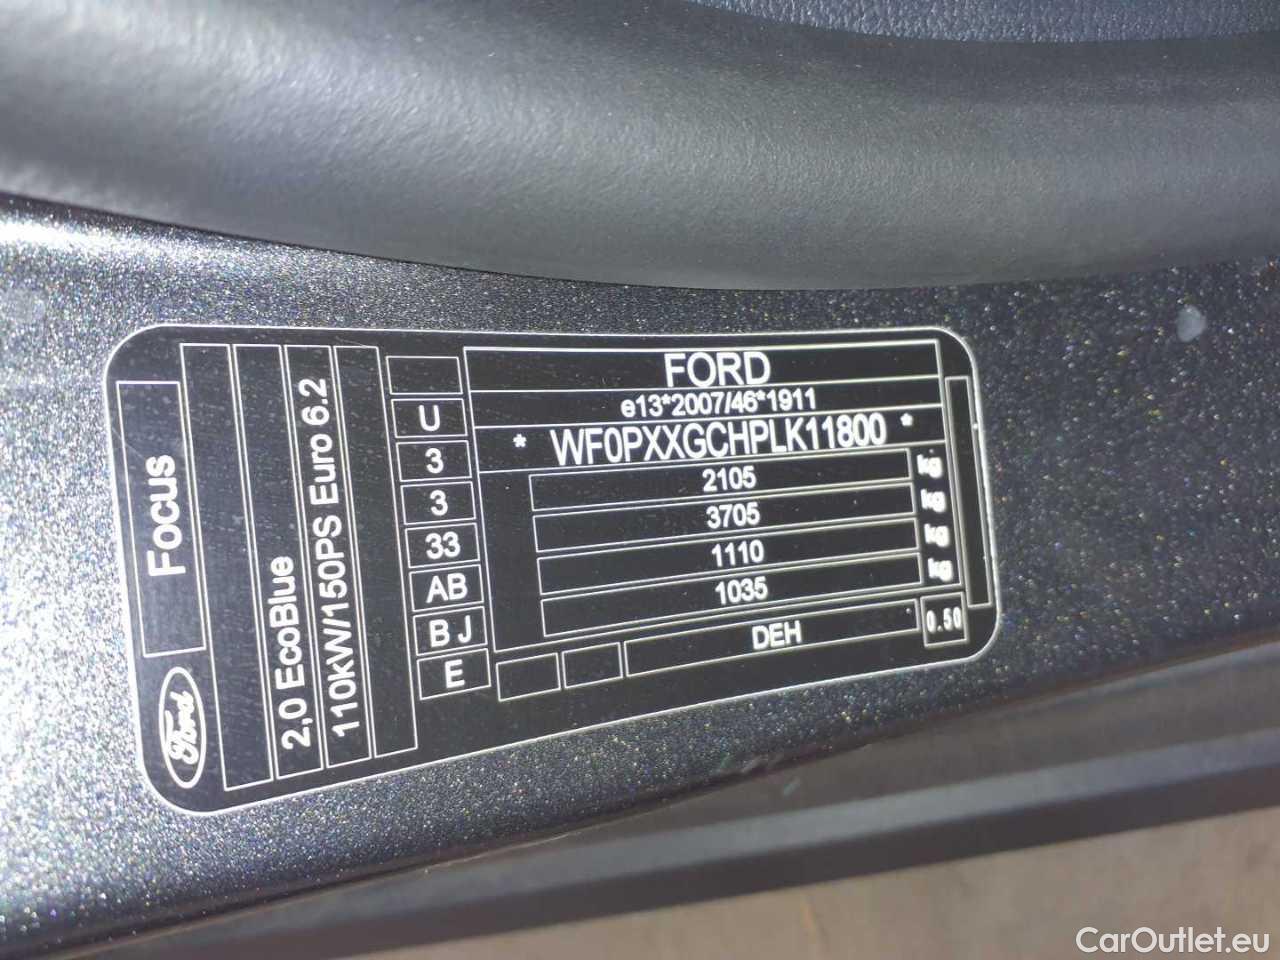 FORD
e13*2007/46*1911
* WF0PXXGCHPLK11800 *
2105 kg
3705 kg
1110 kg
1035 kg
DEH
0.50
U
3
3
33
AB
B J
E
Focus
Ford
2,0 EcoBlue
110kW/150PS Euro 6.2
CarOutlet.eu